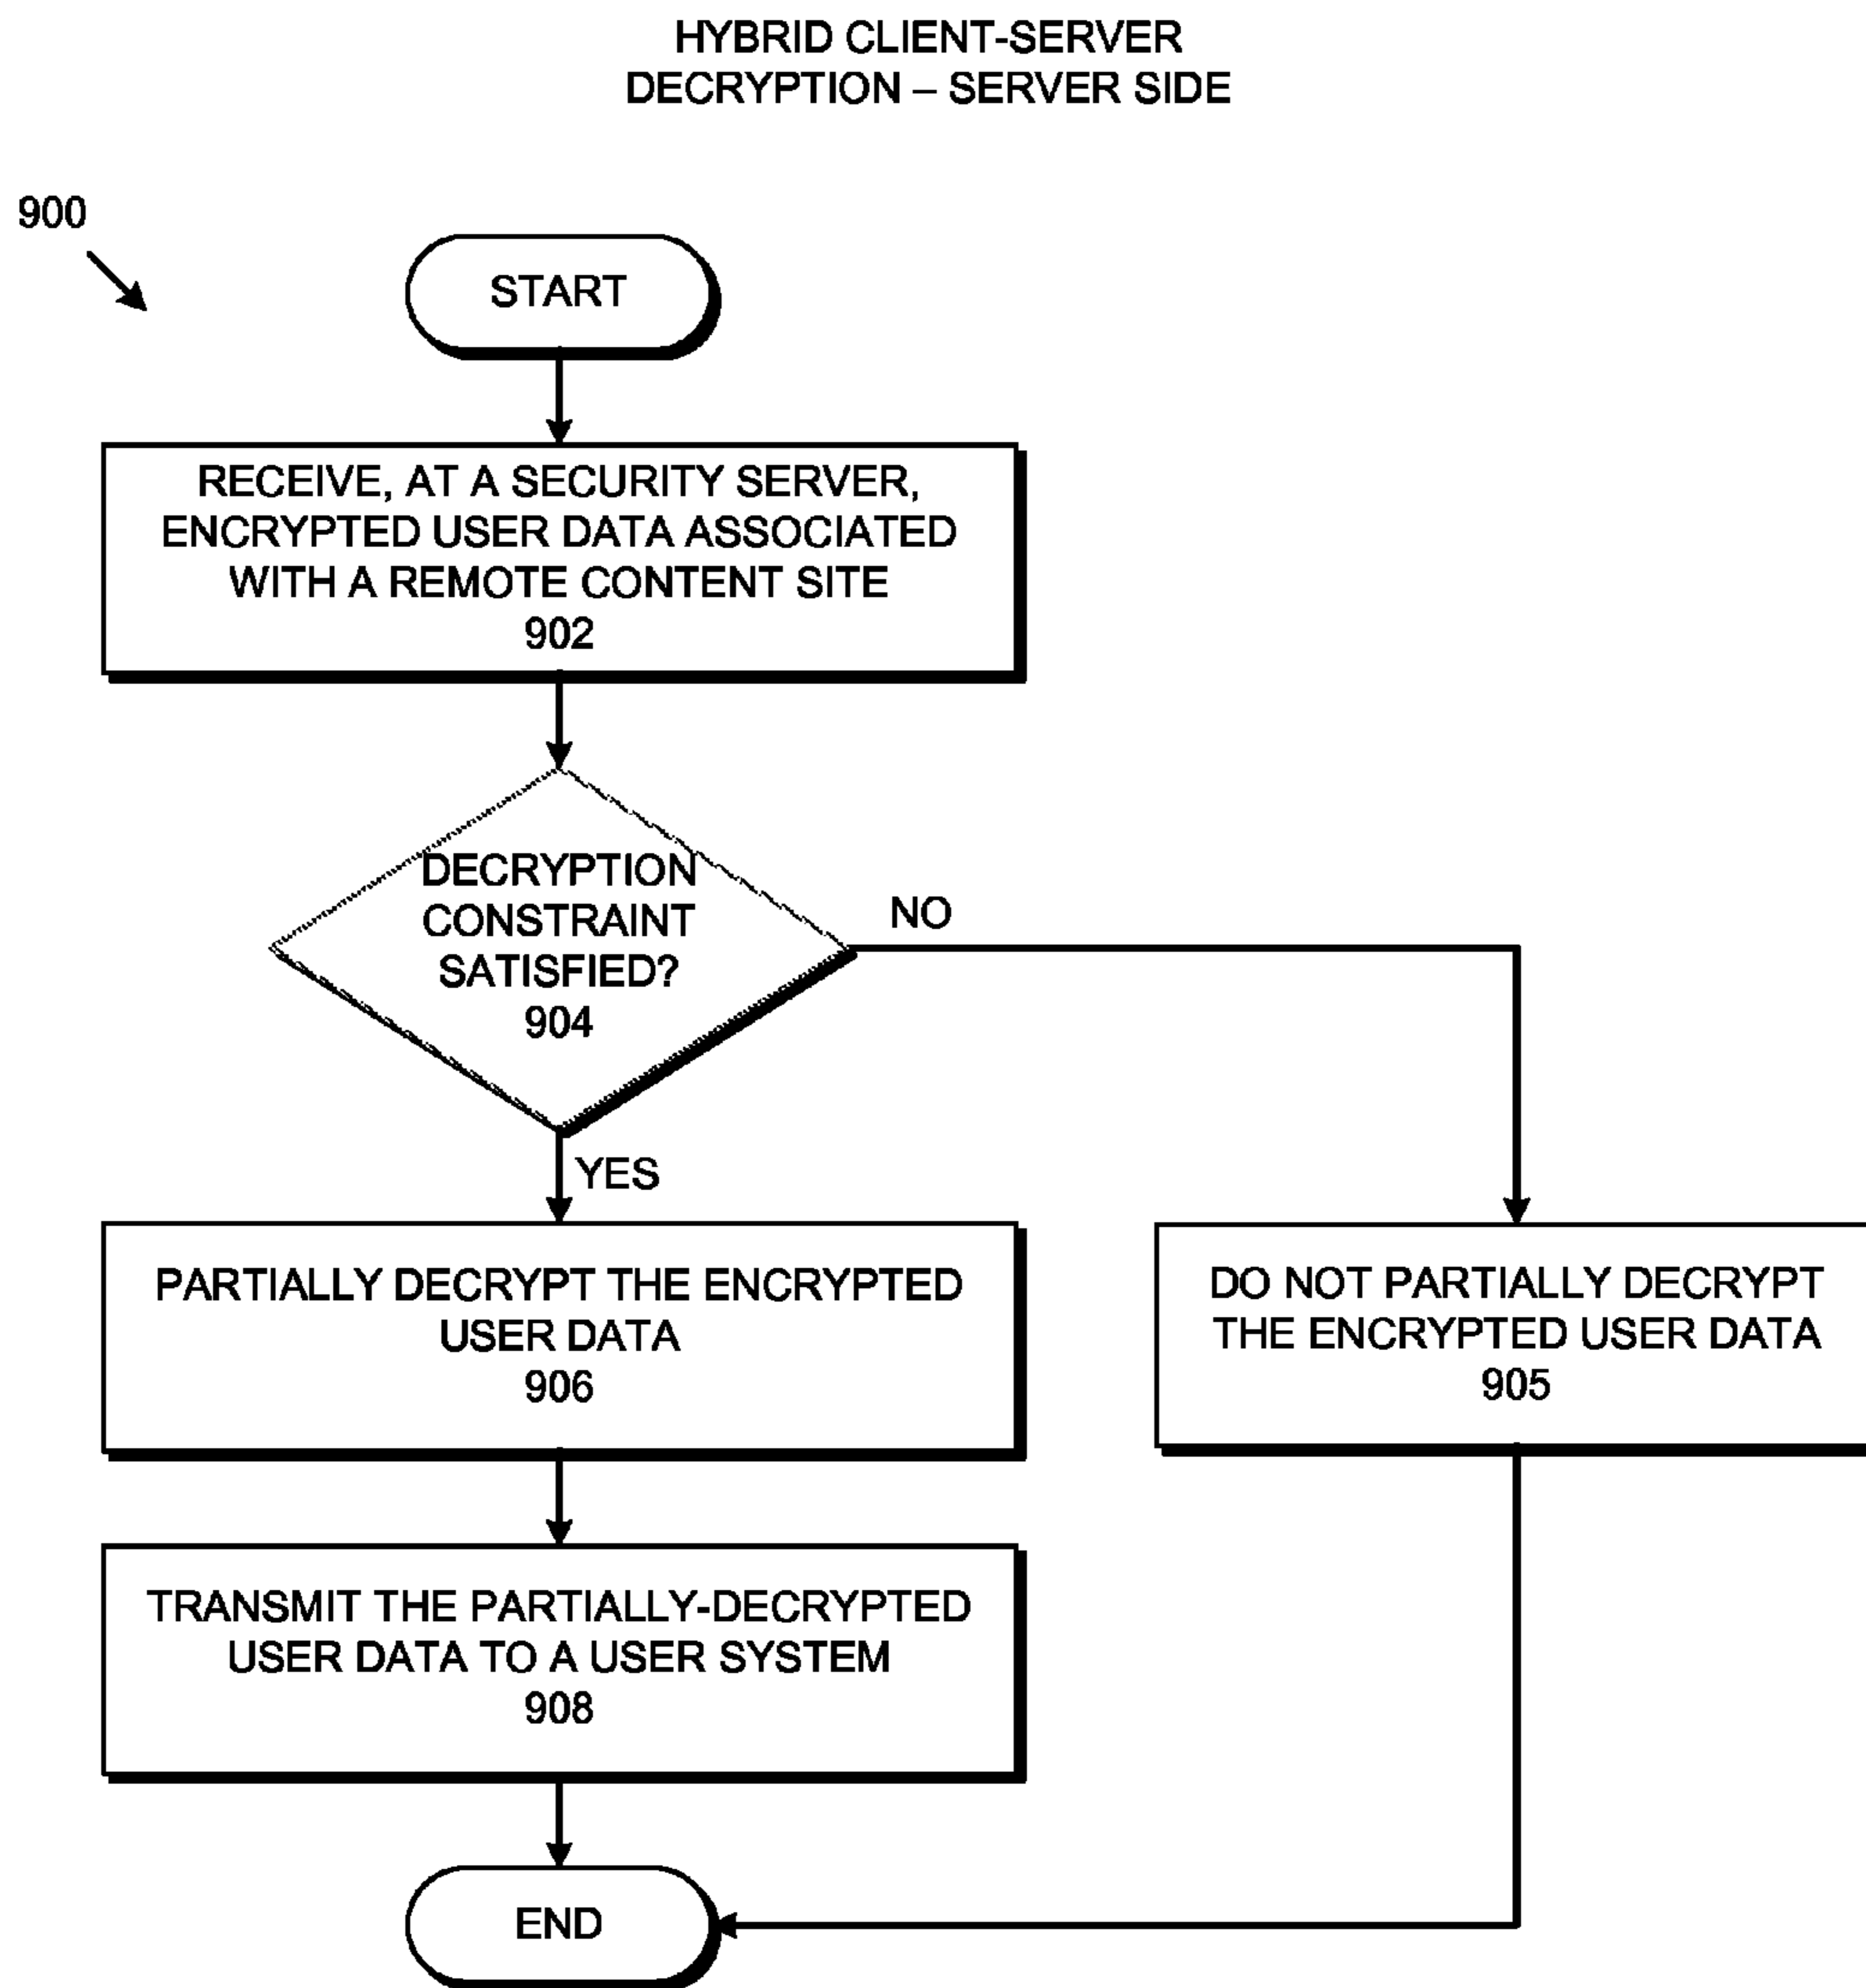 HYBRID CLIENT-SERVER
DECRYPTION – SERVER SIDE
900
START
RECEIVE, AT A SECURITY SERVER,
ENCRYPTED USER DATA ASSOCIATED
WITH A REMOTE CONTENT SITE
902
DECRYPTION
CONSTRAINT
SATISFIED?
904
NO
YES
PARTIALLY DECRYPT THE ENCRYPTED
USER DATA
906
DO NOT PARTIALLY DECRYPT
THE ENCRYPTED USER DATA
905
TRANSMIT THE PARTIALLY-DECRYPTED
USER DATA TO A USER SYSTEM
908
END